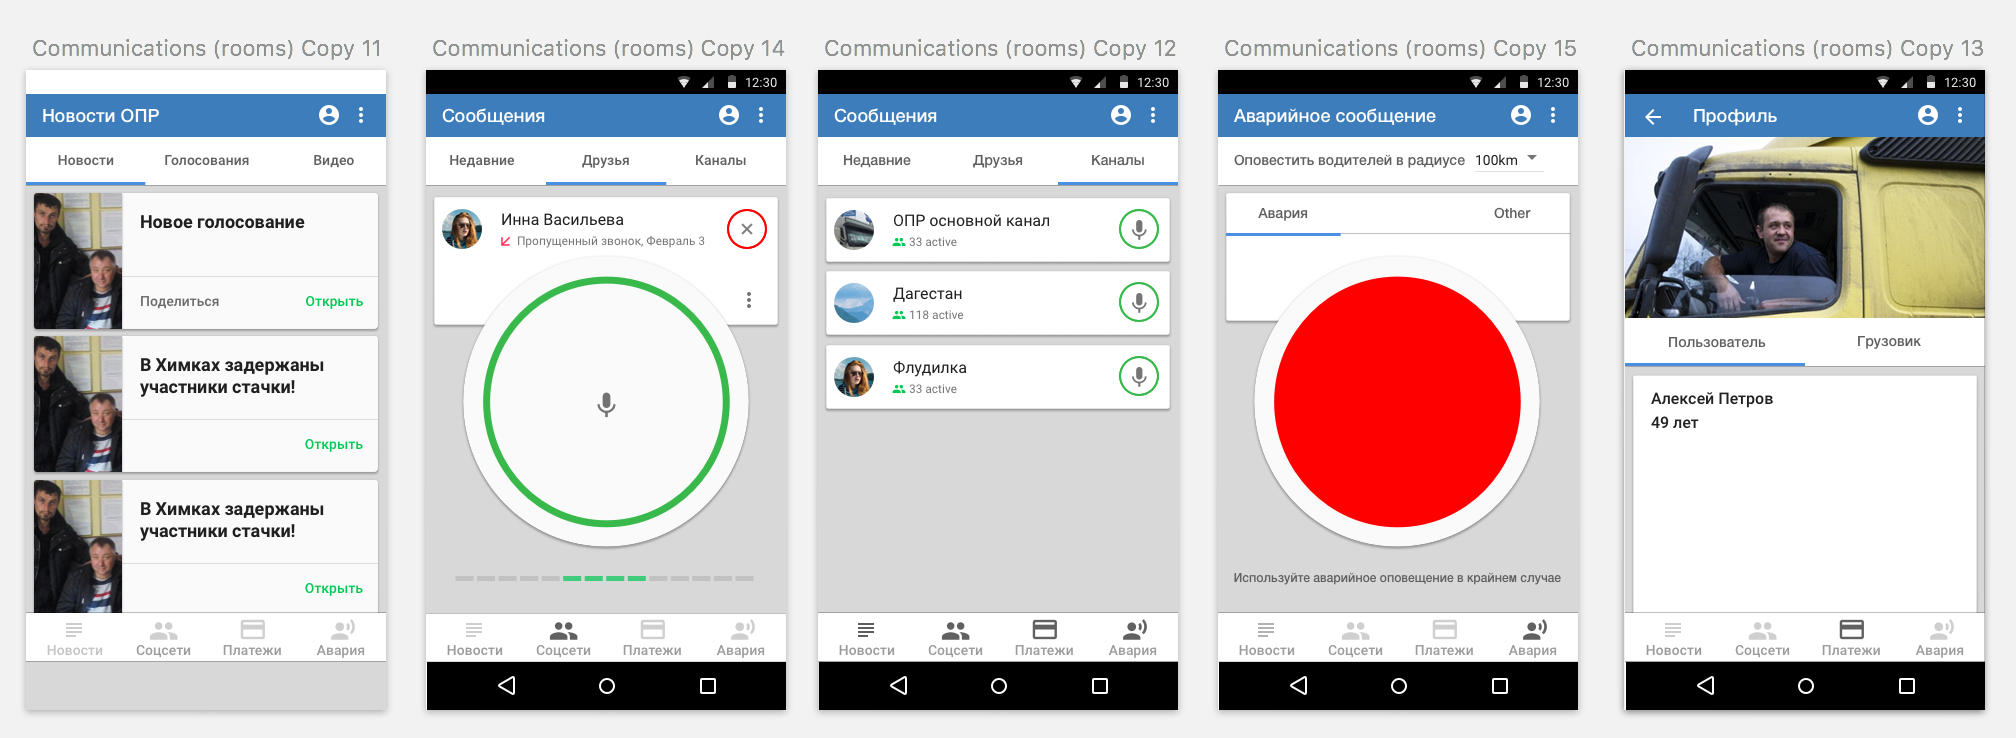 Communications (rooms) Copy 11
Новости ОПР
Новости
Голосования
Видео
Новое голосование
Поделиться
Открыть
В Химках задержаны
участники стачки!
Открыть
В Химках задержаны
участники стачки!
Открыть
Новости
Соцсети
Платежи
Авария
Communications (rooms) Copy 14
12:30
Сообщения
Недавние
Друзья
Каналы
Инна Васильева
Пропущенный звонок, Февраль 3
Новости
Соцсети
Платежи
Авария
Communications (rooms) Copy 12
12:30
Сообщения
Недавние
Друзья
Каналы
ОПР основной канал
33 active
Дагестан
118 active
Флудилка
33 active
Новости
Соцсети
Платежи
Авария
Communications (rooms) Copy 15
12:30
Аварийное сообщение
Оповестить водителей в радиусе 100km
Авария
Other
Используйте аварийное оповещение в крайнем случае
Новости
Соцсети
Платежи
Авария
Communications (rooms) Copy 13
12:30
Профиль
Пользователь
Грузовик
Алексей Петров
49 лет
Новости
Соцсети
Платежи
Авария